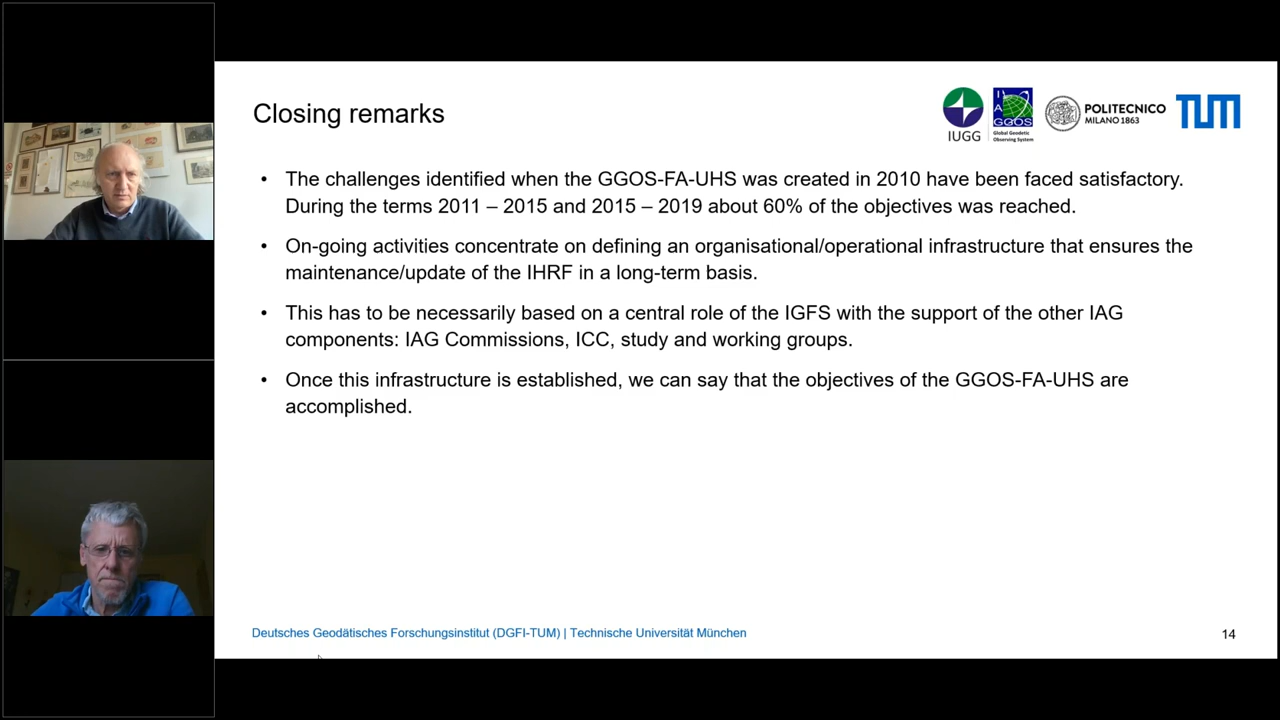 Closing remarks
IUGG
GGOS
Global Geodetic
Observing System
POLITECNICO
MILANO 1863
TUM
• The challenges identified when the GGOS-FA-UHS was created in 2010 have been faced satisfactory.
During the terms 2011 – 2015 and 2015 – 2019 about 60% of the objectives was reached.
• On-going activities concentrate on defining an organisational/operational infrastructure that ensures the
maintenance/update of the IHRF in a long-term basis.
• This has to be necessarily based on a central role of the IGFS with the support of the other IAG
components: IAG Commissions, ICC, study and working groups.
• Once this infrastructure is established, we can say that the objectives of the GGOS-FA-UHS are
accomplished.
Deutsches Geodätisches Forschungsinstitut (DGFI-TUM) | Technische Universität München
14